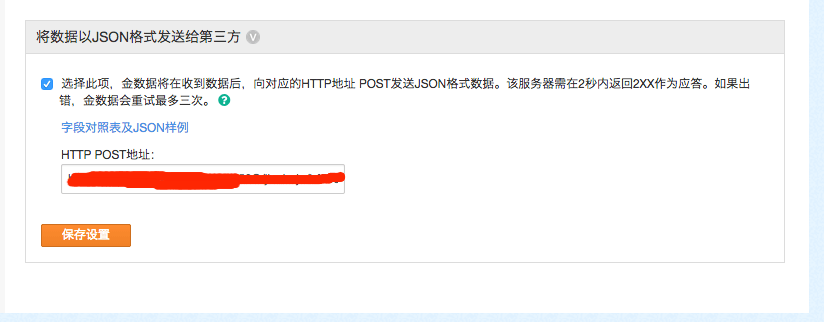 将数据以JSON格式发送给第三方 V
选择此项，金数据将在收到数据后，向对应的HTTP地址 POST发送JSON格式数据。该服务器需在2秒内返回2XX作为应答。如果出
错，金数据会重试最多三次。 ?
字段对照表及JSON样例
HTTP POST地址：
保存设置